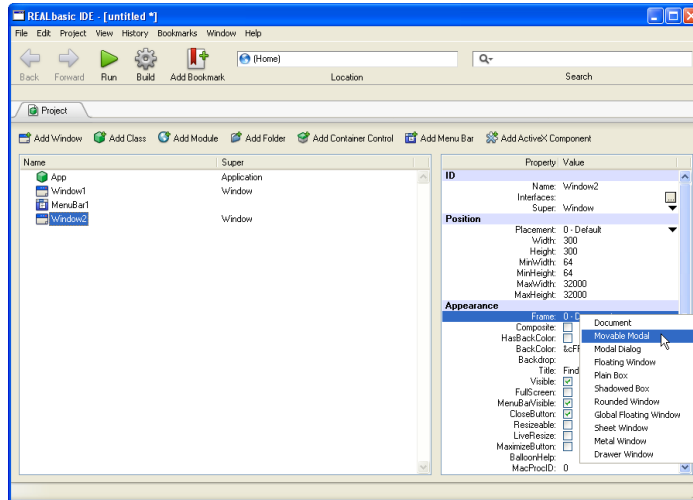 REALbasic IDE - [untitled *]
File Edit Project View History Bookmarks Window Help
(Home)
Back Forward Run Build Add Bookmark Location Search
Project
Add Window Add Class Add Module Add Folder Add Container Control Add Menu Bar Add ActiveX Component
Name Super
App Application
Window1 Window
MenuBar1
Window2 Window
Property Value
ID
Name: Window2
Interfaces: ...
Super: Window
Position
Placement: 0 - Default
Width: 300
Height: 300
MinWidth: 64
MinHeight: 64
MaxWidth: 32000
MaxHeight: 32000
Appearance
Frame: 0 - D
Composite:
HasBackColor:
BackColor: &cFF
Backdrop:
Title: Find
Visible:
FullScreen:
MenuBarVisible:
CloseButton:
Resizeable:
LiveResize:
MaximizeButton:
BalloonHelp:
MacProcID: 0
Document
Movable Modal
Modal Dialog
Floating Window
Plain Box
Shadowed Box
Rounded Window
Global Floating Window
Sheet Window
Metal Window
Drawer Window